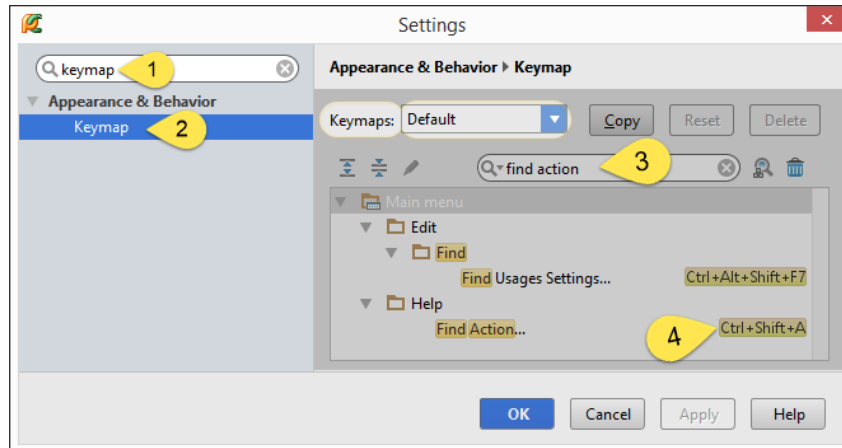 Settings
keymap 1
Appearance & Behavior
Keymap 2
Appearance & Behavior Keymap
Keymaps: Default Copy Reset Delete
find action 3
Main menu
Edit
Find
Find Usages Settings... Ctrl+Alt+Shift+F7
Help
Find Action... 4 Ctrl+Shift+A
OK Cancel Apply Help